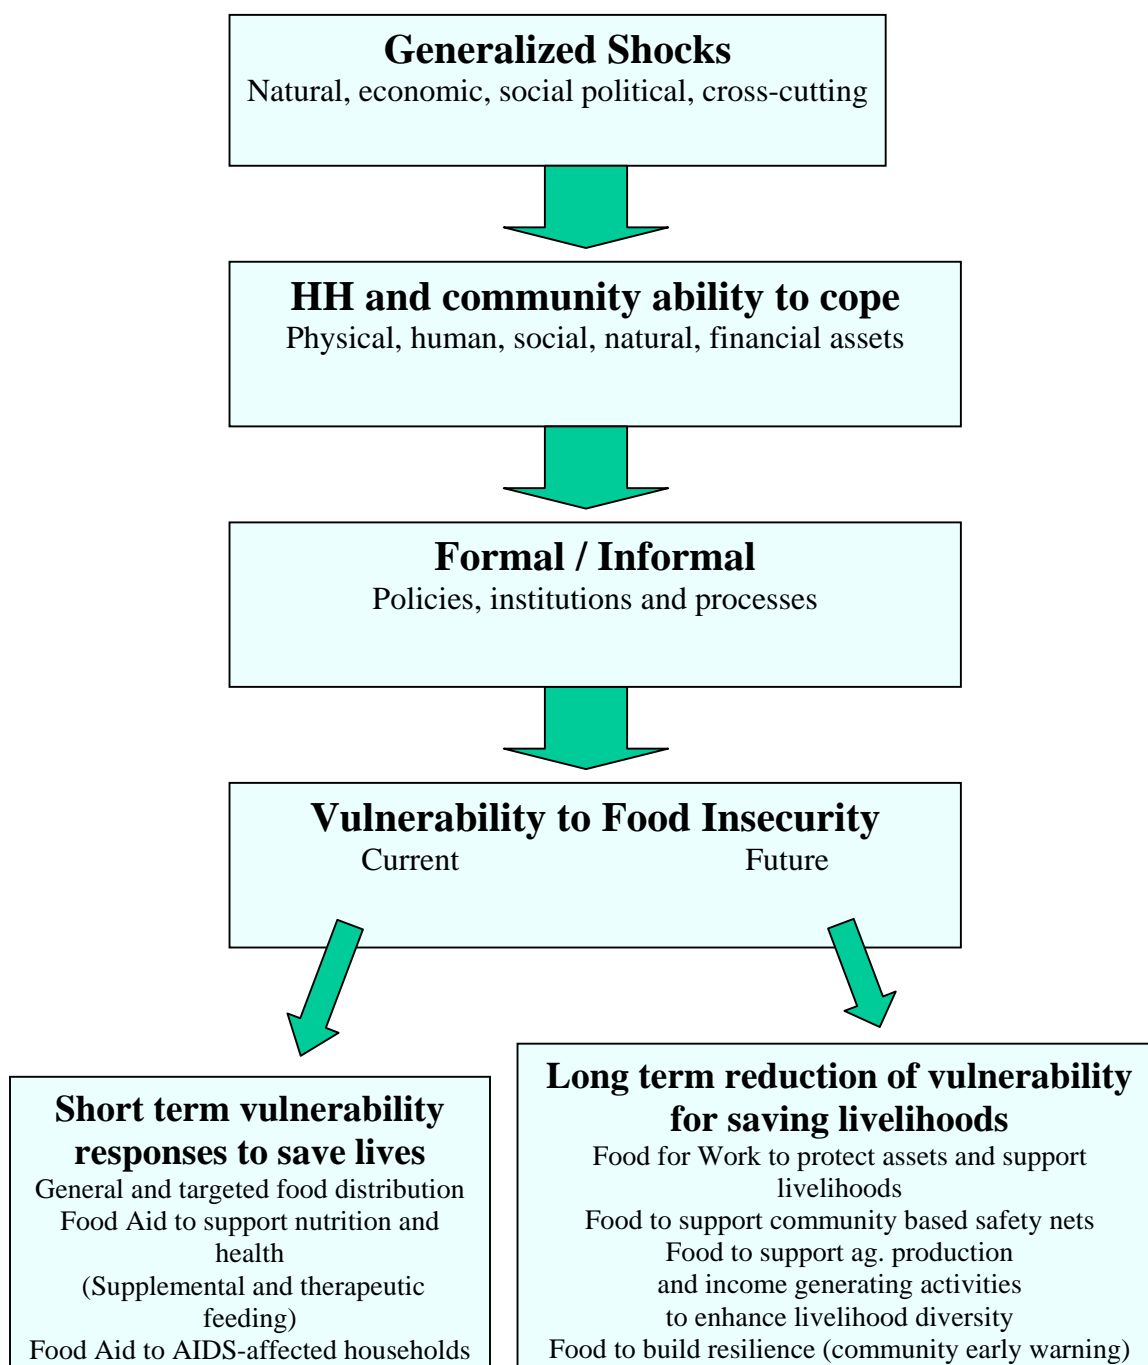 Generalized Shocks
Natural, economic, social political, cross-cutting
HH and community ability to cope
Physical, human, social, natural, financial assets
Formal / Informal
Policies, institutions and processes
Vulnerability to Food Insecurity
Current Future
Short term vulnerability
responses to save lives
General and targeted food distribution
Food Aid to support nutrition and
health
(Supplemental and therapeutic
feeding)
Food Aid to AIDS-affected households
Long term reduction of vulnerability
for saving livelihoods
Food for Work to protect assets and support
livelihoods
Food to support community based safety nets
Food to support ag. production
and income generating activities
to enhance livelihood diversity
Food to build resilience (community early warning)